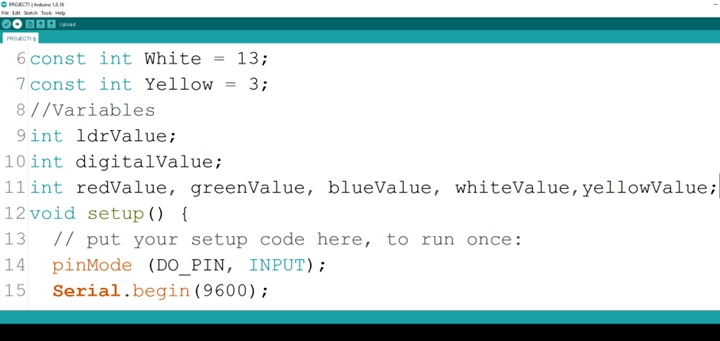 PROJECT1 | Arduino 1.8.19
File Edit Sketch Tools Help
Upload
PROJECT1 §
6 const int White = 13;
7 const int Yellow = 3;
8 //Variables
9 int ldrValue;
10 int digitalValue;
11 int redValue, greenValue, blueValue, whiteValue,yellowValue;
12 void setup() {
13 // put your setup code here, to run once:
14 pinMode (DO_PIN, INPUT);
15 Serial.begin(9600);